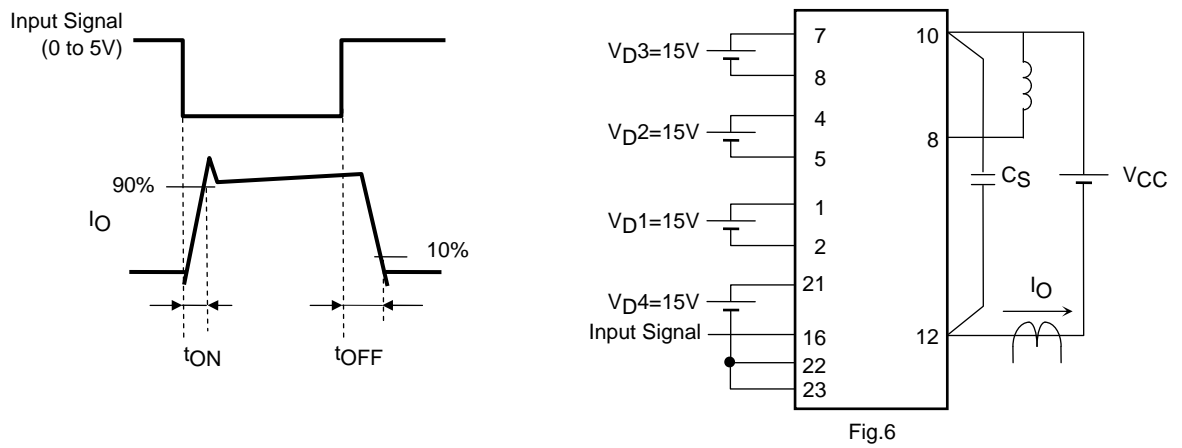 Input Signal
(0 to 5V)
90%
IO
10%
tON
tOFF
VD3=15V
7
8
VD2=15V
4
5
VD1=15V
1
2
VD4=15V
21
Input Signal
16
22
23
10
8
12
CS
VCC
IO
Fig.6